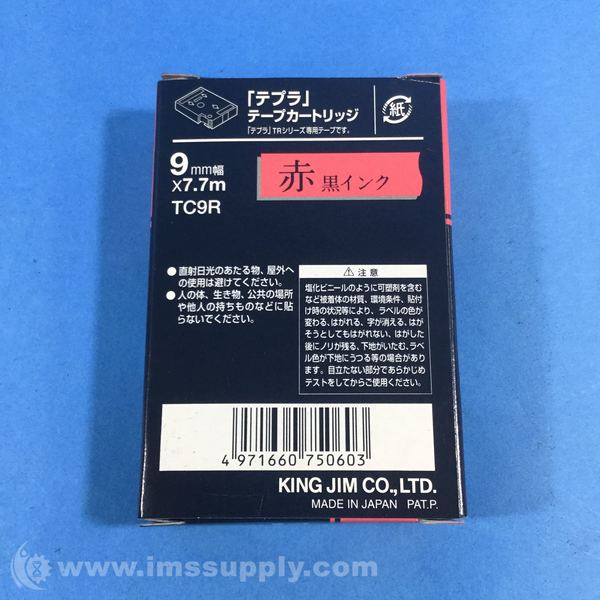 「テプラ」
テープカートリッジ
「テプラ」TRシリーズ専用テープです。
紙
9mm幅
X7.7m
TC9R
赤 黒インク
●直射日光のあたる物、屋外へ
の使用は避けてください。
●人の体、生き物、公共の場所
や他人の持ちものなどに貼
らないでください。
⚠注意
塩化ビニールのように可塑剤を含む
など被着体の材質、環境条件、貼付
け時の状況等により、ラベルの色が
変わる、はがれる、字が消える、はが
そうとしてもはがれない、はがした
後にノリが残る、下地がいたむ、ラベ
ル色が下地にうつる等の場合があり
ます。目立たない部分であらかじめ
テストをしてからご使用ください。
4 971660 750603
KING JIM CO.,LTD.
MADE IN JAPAN PAT.P.
www.imssupply.com